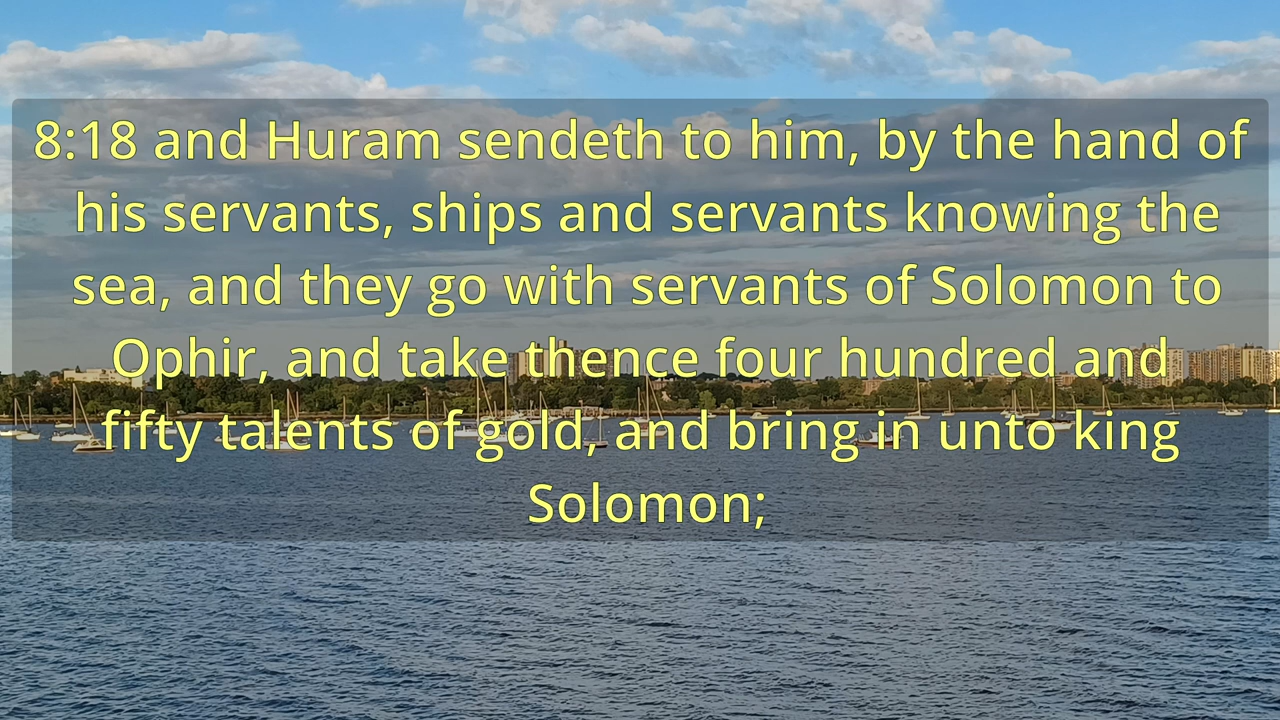 8:18 and Huram sendeth to him, by the hand of
his servants, ships and servants knowing the
sea, and they go with servants of Solomon to
Ophir, and take thence four hundred and
fifty talents of gold, and bring in unto king
Solomon;